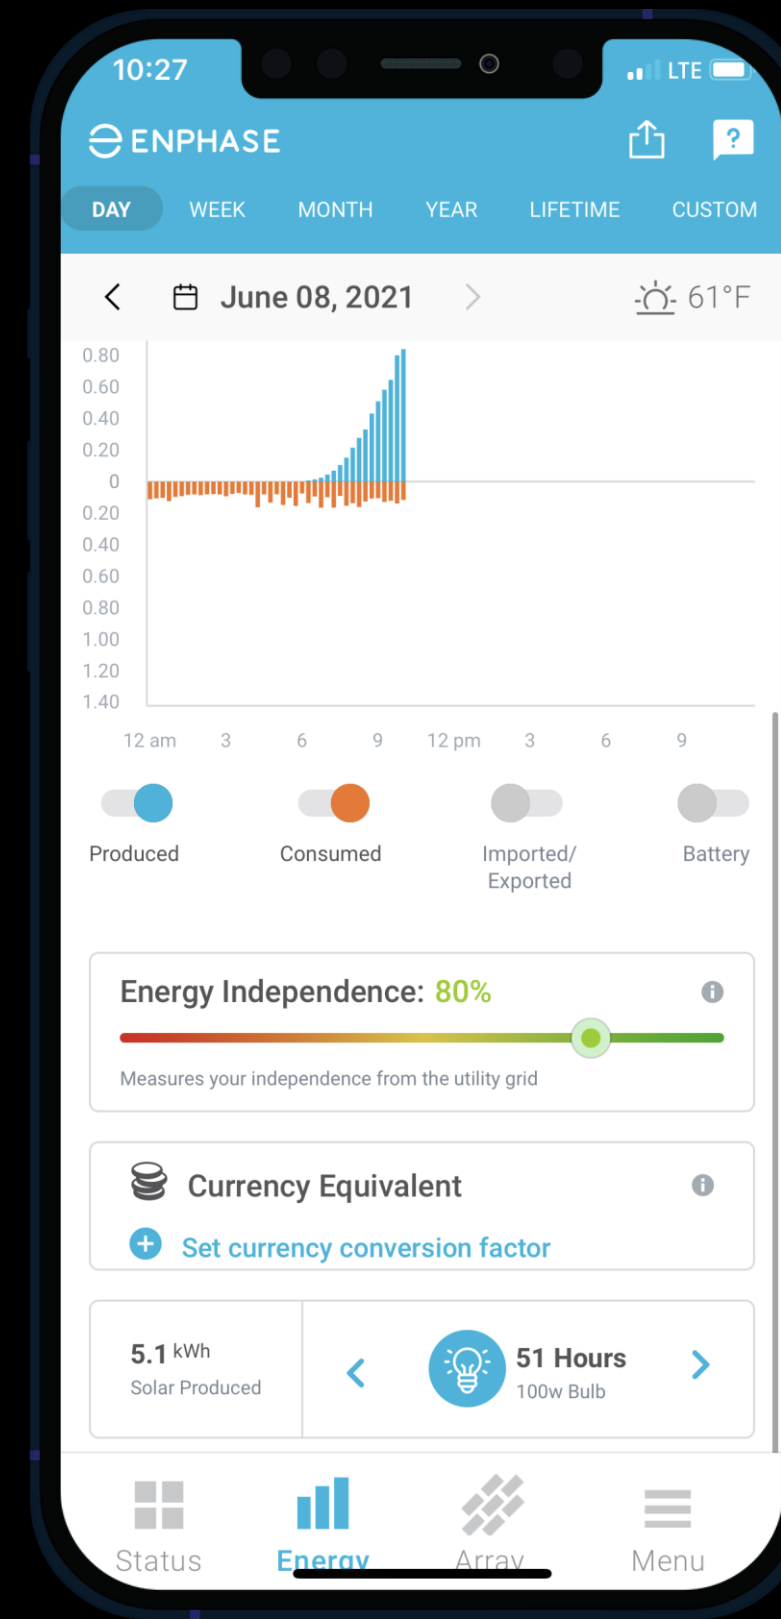 10:27
LTE
ENPHASE
?
DAY WEEK MONTH YEAR LIFETIME CUSTOM
June 08, 2021
61°F
0.80
0.60
0.40
0.20
0
0.20
0.40
0.60
0.80
1.00
1.20
1.40
12 am 3 6 9 12 pm 3 6 9
Produced Consumed Imported/ Battery
Exported
Energy Independence: 80%
Measures your independence from the utility grid
Currency Equivalent
Set currency conversion factor
5.1 kWh
Solar Produced
51 Hours
100w Bulb
Status Energy Array Menu